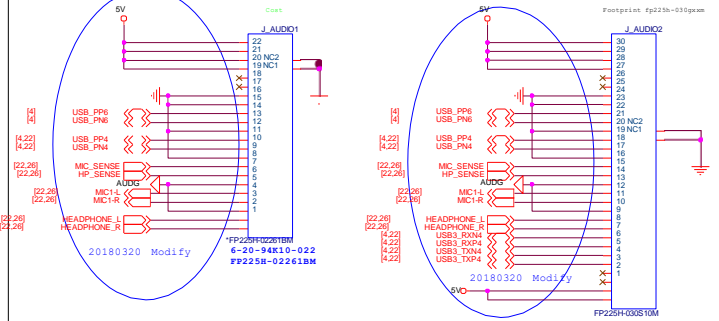 5V
Cost
J_AUDIO1
22
21
20 NC2
19 NC1
18
17
16
15
14
13
12
11
10
9
8
7
6
5
4
3
2
1
[4] USB_PP6
[4] USB_PN6
[4,22] USB_PP4
[4,22] USB_PN4
[22,26] MIC_SENSE
[22,26] HP_SENSE
AUDG
[22,26] MIC1-L
[22,26] MIC1-R
[22,26] HEADPHONE_L
[22,26] HEADPHONE_R
*FP225H-02261BM
6-20-94K10-022
FP225H-02261BM
20180320 Modify
Footprint fp225h-030gxxm
5V
J_AUDIO2
30
29
28
27
26
25
24
23
22
21
20 NC2
19 NC1
18
17
16
15
14
13
12
11
10
9
8
7
6
5
4
3
2
1
[4] USB_PP6
[4] USB_PN6
[4,22] USB_PP4
[4,22] USB_PN4
[22,26] MIC_SENSE
[22,26] HP_SENSE
AUDG
[22,26] MIC1-L
[22,26] MIC1-R
[22,26] HEADPHONE_L
[22,26] HEADPHONE_R
[4,22] USB3_RXN4
[4,22] USB3_RXP4
[4,22] USB3_TXN4
[4,22] USB3_TXP4
20180320 Modify
5V
FP225H-030S10M